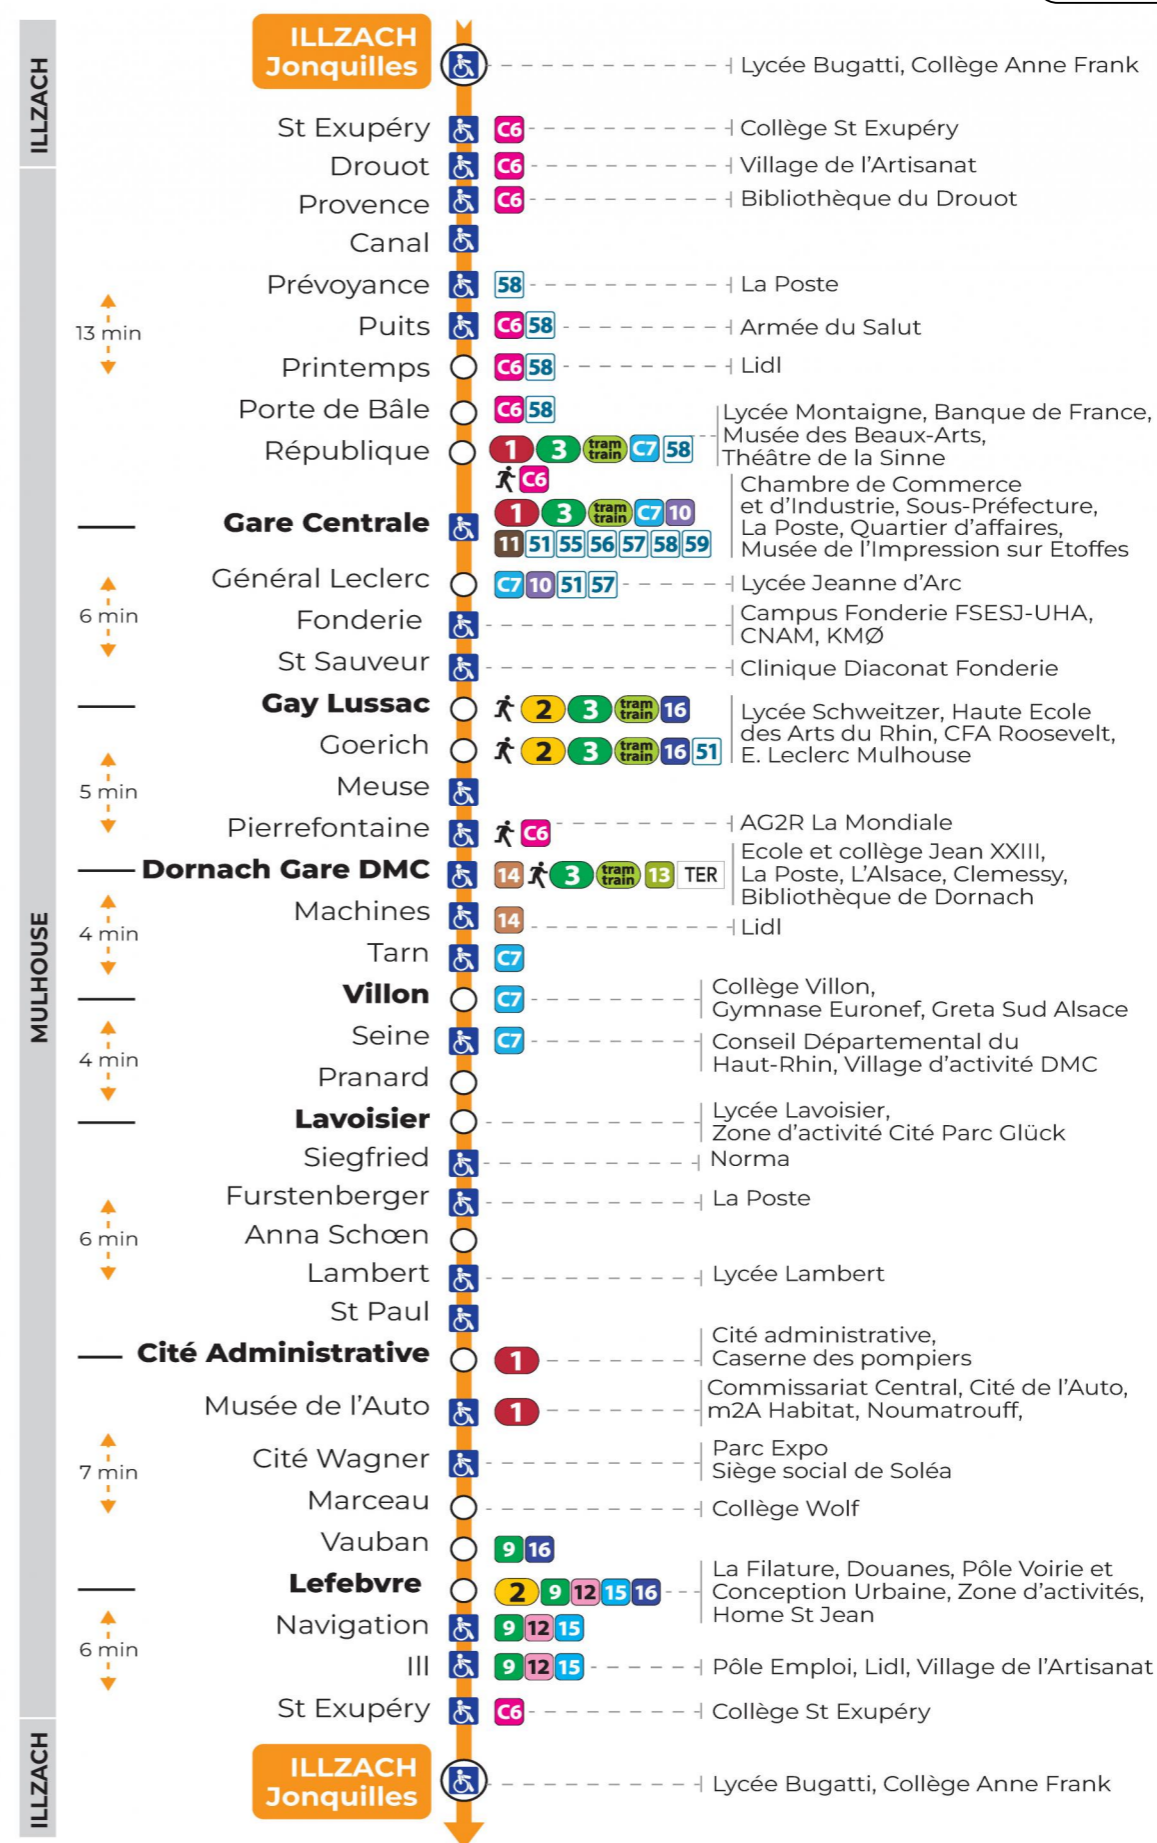 ILLZACH
ILLZACH
Jonquilles
Lycée Bugatti, Collège Anne Frank
St Exupéry C6 Collège St Exupéry
Drouot C6 Village de l'Artisanat
MULHOUSE
Provence C6 Bibliothèque du Drouot
Canal
Prévoyance 58 La Poste
13 min
Puits C6 58 Armée du Salut
Printemps C6 58 Lidl
Porte de Bâle C6 58
République 1 3 tram train C7 58
Lycée Montaigne, Banque de France,
Musée des Beaux-Arts,
Théâtre de la Sinne
Gare Centrale
C6
1 3 tram train C7 10
11 51 55 56 57 58 59
Chambre de Commerce
et d'Industrie, Sous-Préfecture,
La Poste, Quartier d'affaires,
Musée de l'Impression sur Etoffes
Général Leclerc C7 10 51 57 Lycée Jeanne d'Arc
6 min
Fonderie
Campus Fonderie FSESJ-UHA,
CNAM, KMØ
St Sauveur Clinique Diaconat Fonderie
Gay Lussac 2 3 tram train 16
Goerich 2 3 tram train 16 51
Lycée Schweitzer, Haute Ecole
des Arts du Rhin, CFA Roosevelt,
E. Leclerc Mulhouse
5 min
Meuse
Pierrefontaine C6 AG2R La Mondiale
Dornach Gare DMC 14 3 tram train 13 TER
Ecole et collège Jean XXIII,
La Poste, L'Alsace, Clemessy,
Bibliothèque de Dornach
Machines 14 Lidl
4 min
Tarn C7
Villon C7
Collège Villon,
Gymnase Euronef, Greta Sud Alsace
Seine C7
Conseil Départemental du
Haut-Rhin, Village d'activité DMC
4 min
Pranard
Lavoisier
Lycée Lavoisier,
Zone d'activité Cité Parc Glück
Siegfried Norma
Furstenberger La Poste
6 min
Anna Schœn
Lambert Lycée Lambert
St Paul
Cité Administrative 1
Cité administrative,
Caserne des pompiers
Musée de l'Auto 1
Commissariat Central, Cité de l'Auto,
m2A Habitat, Noumatrouff,
7 min
Cité Wagner
Parc Expo
Siège social de Soléa
Marceau Collège Wolf
Vauban 9 16
Lefebvre 2 9 12 15 16
La Filature, Douanes, Pôle Voirie et
Conception Urbaine, Zone d'activités,
Home St Jean
Navigation 9 12 15
6 min
Ill 9 12 15 Pôle Emploi, Lidl, Village de l'Artisanat
St Exupéry C6 Collège St Exupéry
ILLZACH
ILLZACH
Jonquilles
Lycée Bugatti, Collège Anne Frank